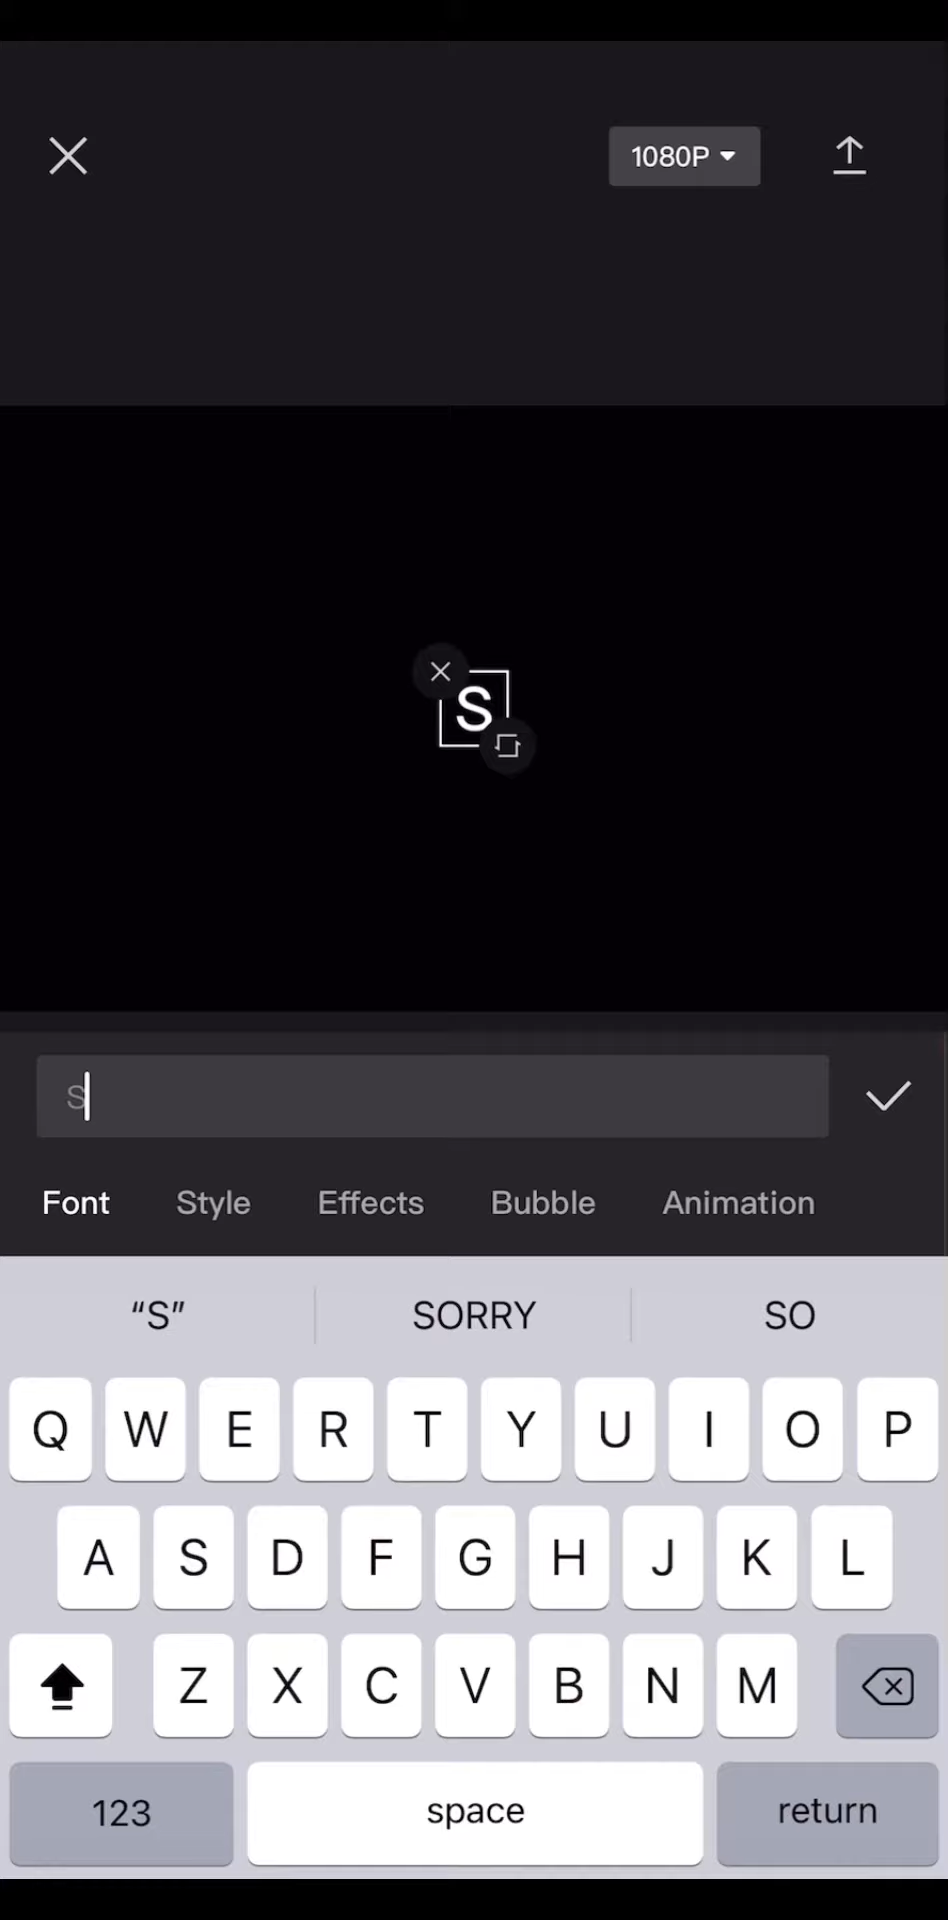 1080P
S
S
Font Style Effects Bubble Animation
“S” SORRY SO
Q W E R T Y U I O P
A S D F G H J K L
Z X C V B N M
123 space return